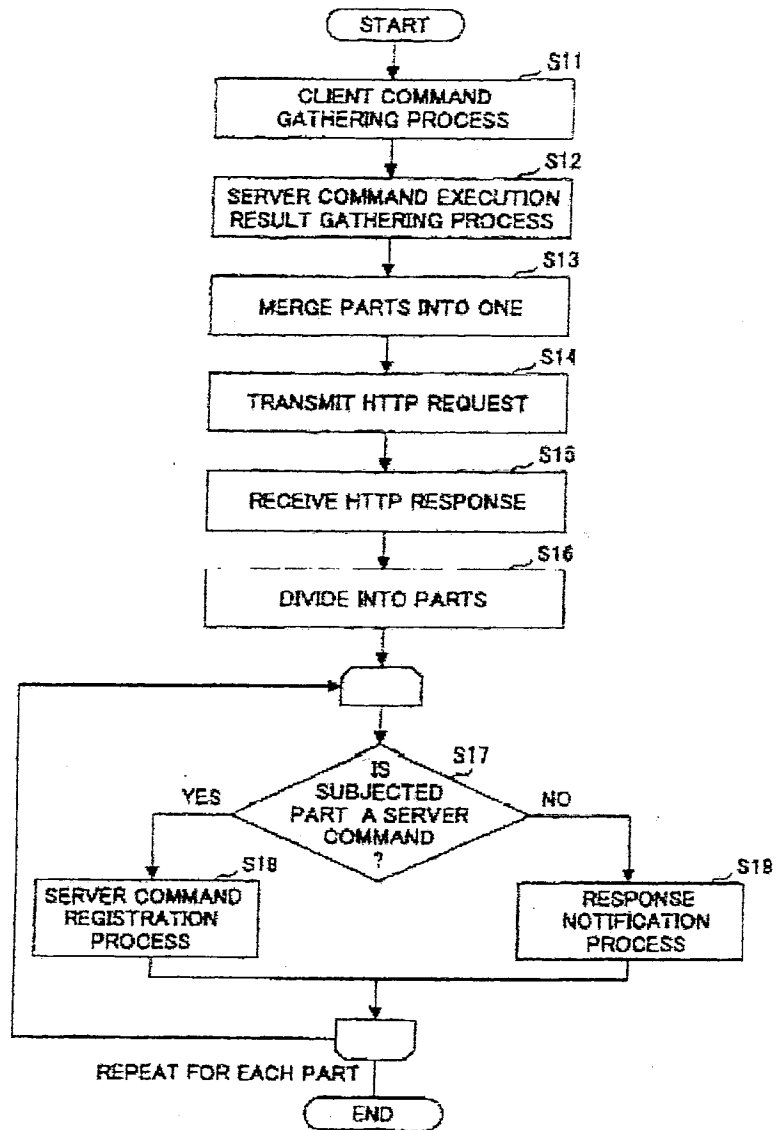 START
S11
CLIENT COMMAND
GATHERING PROCESS
S12
SERVER COMMAND EXECUTION
RESULT GATHERING PROCESS
S13
MERGE PARTS INTO ONE
S14
TRANSMIT HTTP REQUEST
S15
RECEIVE HTTP RESPONSE
S16
DIVIDE INTO PARTS
S17
IS
SUBJECTED
PART A SERVER
COMMAND
?
YES
NO
S18
SERVER COMMAND
REGISTRATION
PROCESS
S19
RESPONSE
NOTIFICATION
PROCESS
REPEAT FOR EACH PART
END